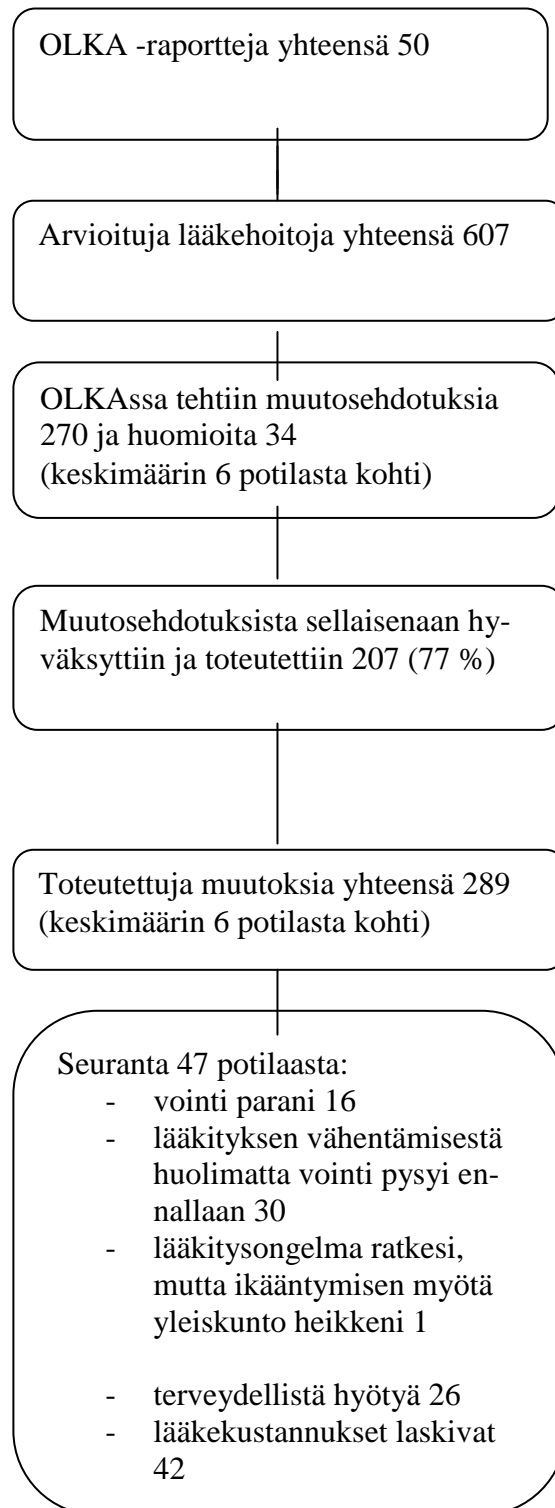 OLKA -raportteja yhteensä 50
Arvioituja lääkehoitoja yhteensä 607
OLKAssa tehtiin muutosehdotuksia
270 ja huomioita 34
(keskimäärin 6 potilasta kohti)
Muutosehdotuksista sellaisenaan hy-
väksyttiin ja toteutettiin 207 (77 %)
Toteutettuja muutoksia yhteensä 289
(keskimäärin 6 potilasta kohti)
Seuranta 47 potilaasta:
- vointi parani 16
- lääkityksen vähentämisestä
huolimatta vointi pysyi en-
nallaan 30
- lääkitysongelma ratkesi,
mutta ikääntymisen myötä
yleiskunto heikkeni 1
- terveydellistä hyötyä 26
- lääkekustannukset laskivat
42